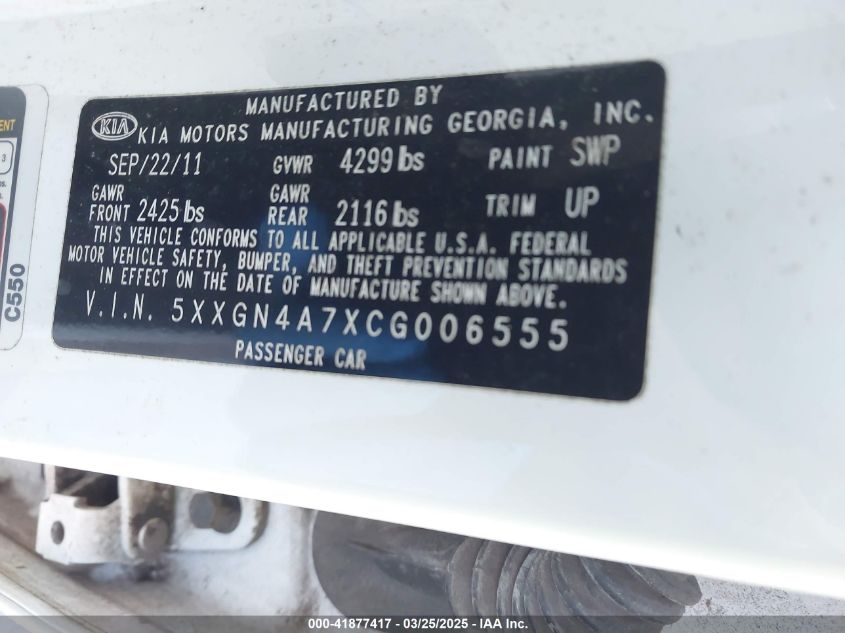 MANUFACTURED BY
KIA KIA MOTORS MANUFACTURING GEORGIA, INC.
SEP/22/11 GVWR 4299 lbs PAINT SWP
GAWR FRONT 2425 lbs GAWR REAR 2116 lbs TRIM UP
THIS VEHICLE CONFORMS TO ALL APPLICABLE U.S.A. FEDERAL
MOTOR VEHICLE SAFETY, BUMPER, AND THEFT PREVENTION STANDARDS
IN EFFECT ON THE DATE OF MANUFACTURE SHOWN ABOVE.
V.I.N. 5XXGN4A7XCG006555
PASSENGER CAR
ENT
3
C550
000-41877417 - 03/25/2025 - IAA Inc.